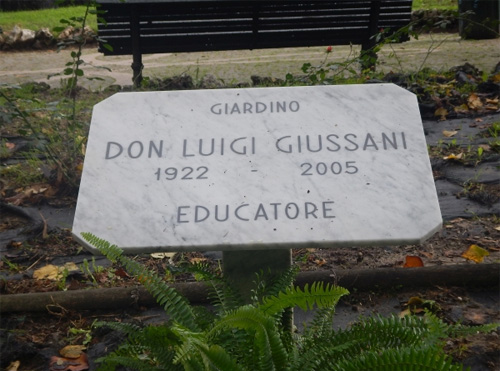 GIARDINO
DON LUIGI GIUSSANI
1922 - 2005
EDUCATORE